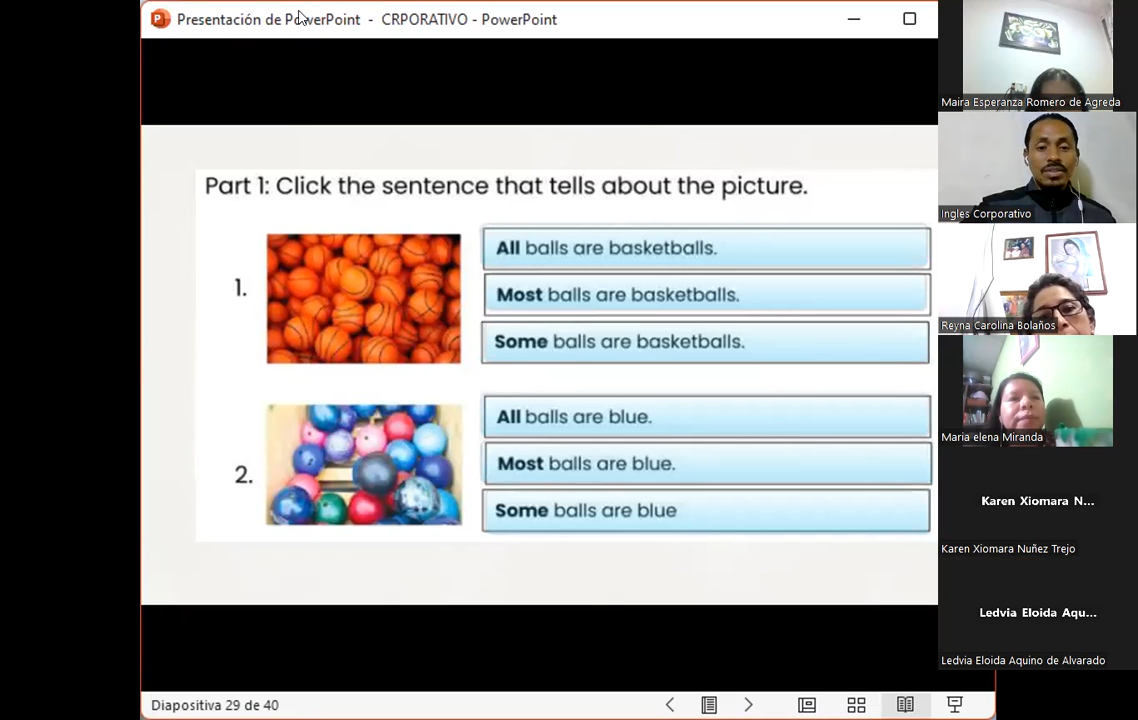 Presentación de PowerPoint - CRPORATIVO - PowerPoint
Part 1: Click the sentence that tells about the picture.
1.
All balls are basketballs.
Most balls are basketballs.
Some balls are basketballs.
2.
All balls are blue.
Most balls are blue.
Some balls are blue
Diapositiva 29 de 40
Maira Esperanza Romero de Agreda
Ingles Corporativo
Reyna Carolina Bolaños
Maria elena Miranda
Karen Xiomara N...
Karen Xiomara Nuñez Trejo
Ledvia Eloida Aqu...
Ledvia Eloida Aquino de Alvarado